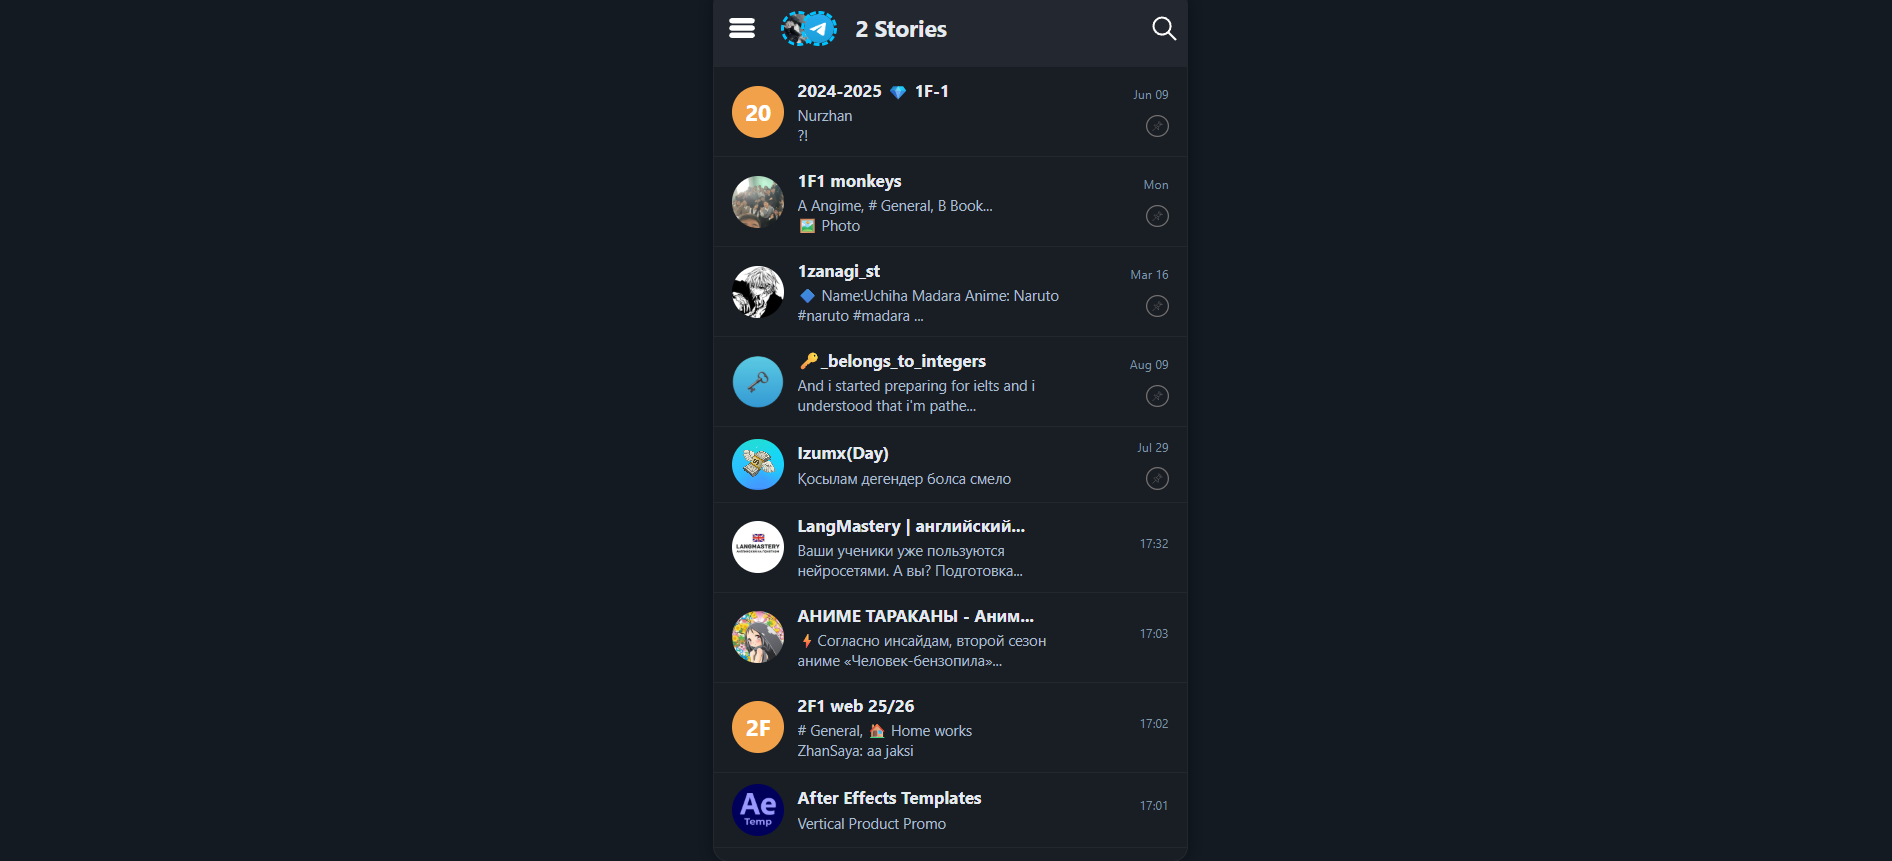 2 Stories
20
2024-2025 💎 1F-1
Jun 09
Nurzhan
?!
1F1 monkeys
Mon
A Angime, # General, B Book...
🖼️ Photo
1zanagi_st
Mar 16
🔷 Name:Uchiha Madara Anime: Naruto
#naruto #madara ...
🔑_belongs_to_integers
Aug 09
And i started preparing for ielts and i
understood that i'm pathe...
Izumx(Day)
Jul 29
Қосылам дегендер болса смело
LANGMASTERY
LangMastery | английский...
17:32
Ваши ученики уже пользуются
нейросетями. А вы? Подготовка...
АНИМЕ ТАРАКАНЫ - Аним...
17:03
⚡Согласно инсайдам, второй сезон
аниме «Человек-бензопила»...
2F
2F1 web 25/26
17:02
# General, 🏠 Home works
ZhanSaya: aa jaksi
Ae
Temp
After Effects Templates
17:01
Vertical Product Promo